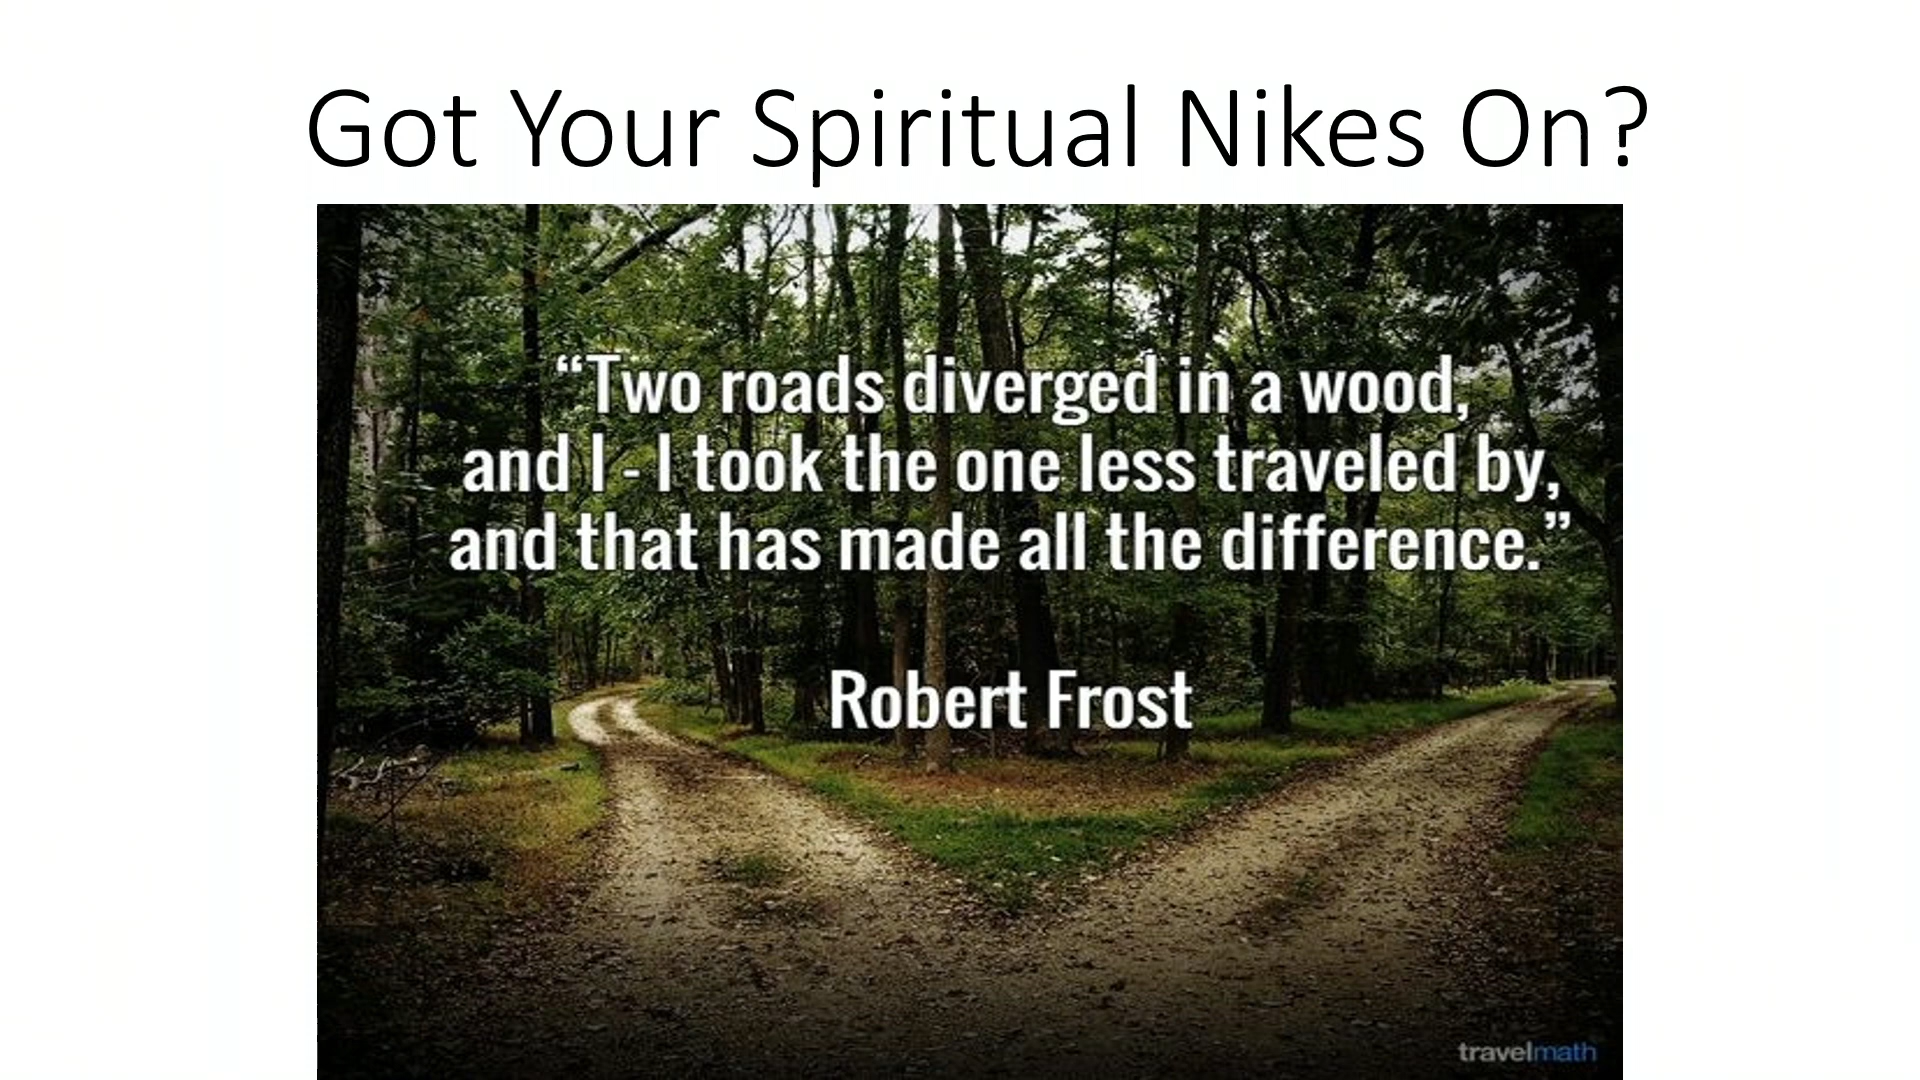 Got Your Spiritual Nikes On?
“Two roads diverged in a wood,
and I - I took the one less traveled by,
and that has made all the difference.”
Robert Frost
travelmath